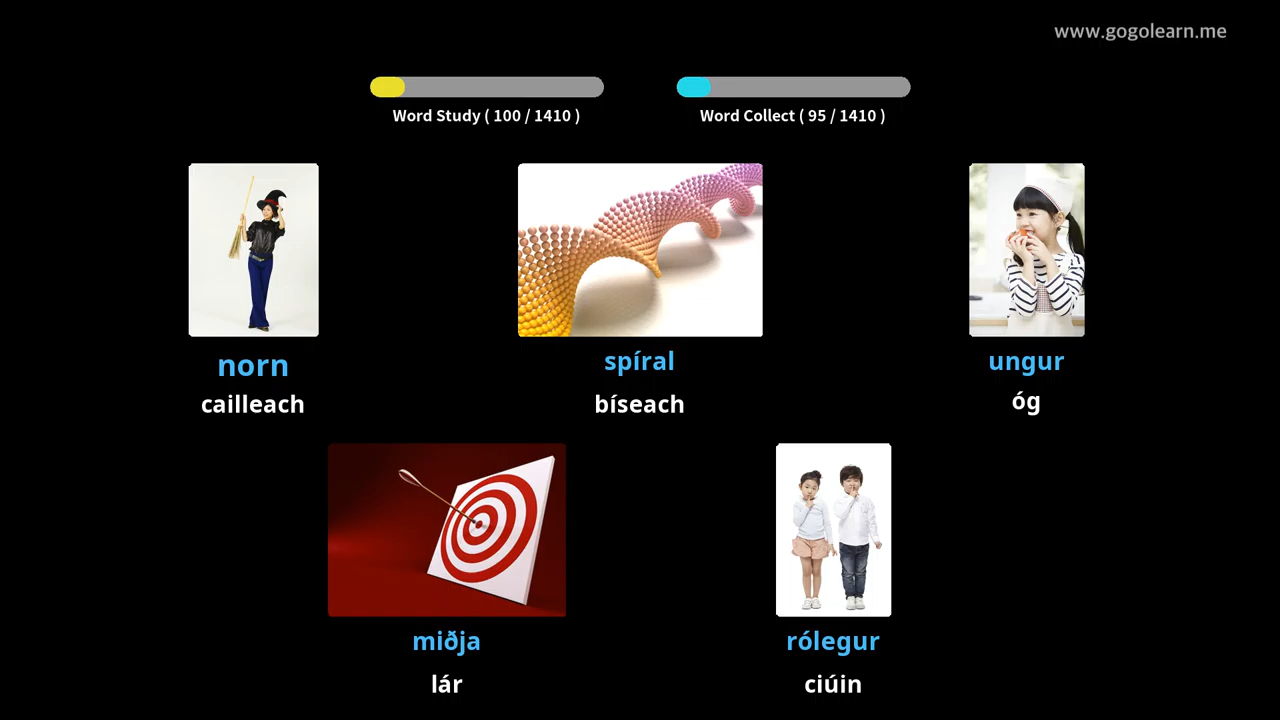 www.gogolearn.me
Word Study ( 100 / 1410 )
Word Collect ( 95 / 1410 )
norn
cailleach
spíral
bíseach
ungur
óg
miðja
lár
rólegur
ciúin